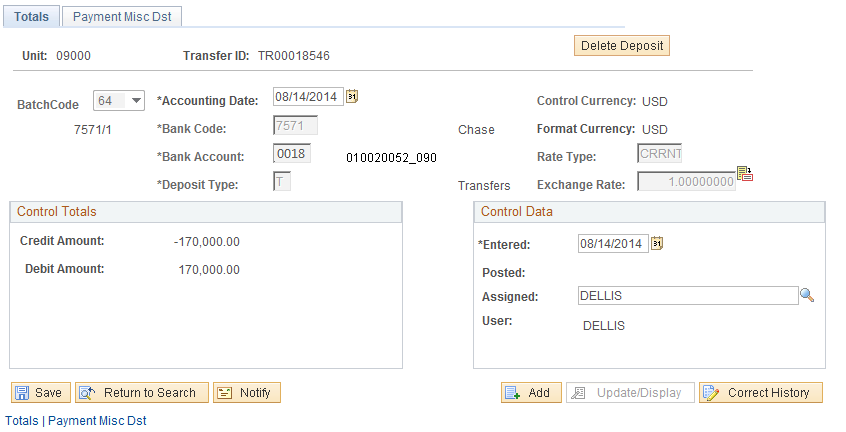 Totals Payment Misc Dst
Unit: 09000 Transfer ID: TR00018546 Delete Deposit
BatchCode 64 *Accounting Date: 08/14/2014 31 Control Currency: USD
7571/1 *Bank Code: 7571 Chase Format Currency: USD
*Bank Account: 0018 010020052_090 Rate Type: CRRNT
*Deposit Type: T Transfers Exchange Rate: 1.00000000
Control Totals
Credit Amount: -170,000.00
Debit Amount: 170,000.00
Control Data
*Entered: 08/14/2014 31
Posted:
Assigned: DELLIS
User: DELLIS
Save Return to Search Notify Add Update/Display Correct History
Totals | Payment Misc Dst